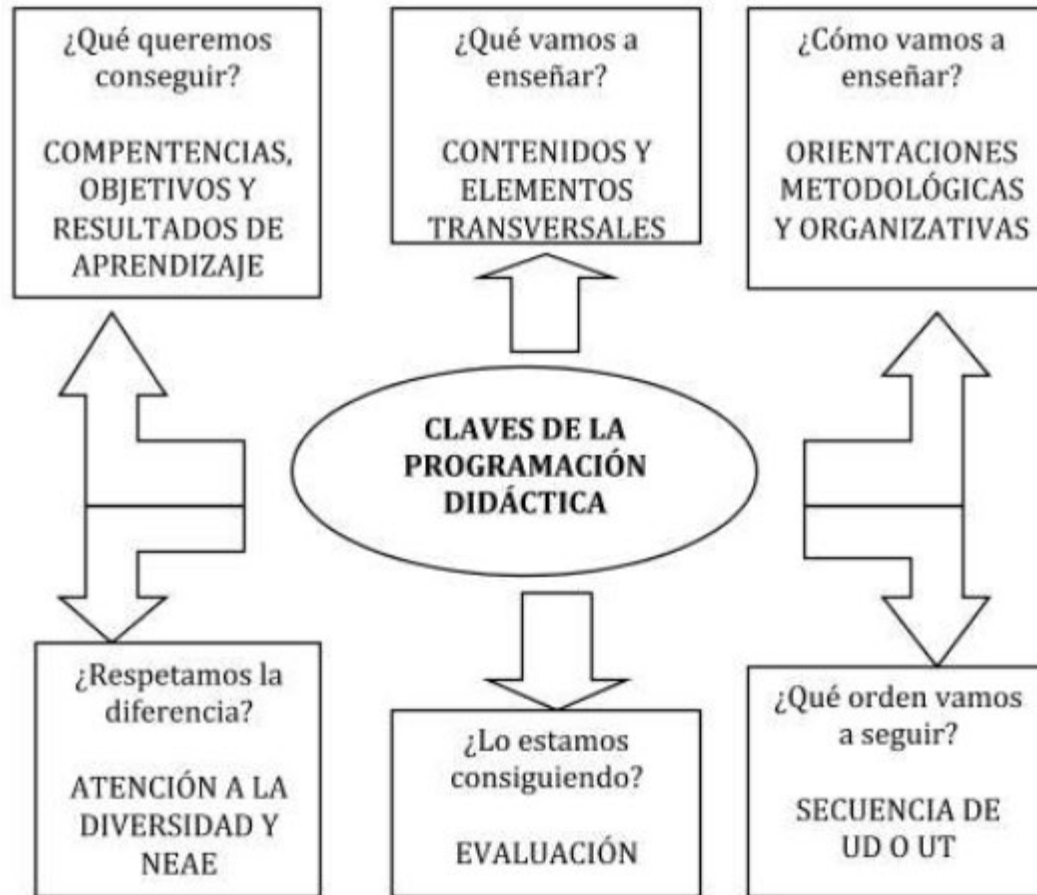 ¿Qué queremos
conseguir?
COMPENTENCIAS,
OBJETIVOS Y
RESULTADOS DE
APRENDIZAJE
¿Qué vamos a
enseñar?
CONTENIDOS Y
ELEMENTOS
TRANSVERSALES
¿Cómo vamos a
enseñar?
ORIENTACIONES
METODOLÓGICAS
Y ORGANIZATIVAS
CLAVES DE LA
PROGRAMACIÓN
DIDÁCTICA
¿Respetamos la
diferencia?
ATENCIÓN A LA
DIVERSIDAD Y
NEAE
¿Lo estamos
consiguiendo?
EVALUACIÓN
¿Qué orden vamos
a seguir?
SECUENCIA DE
UD O UT